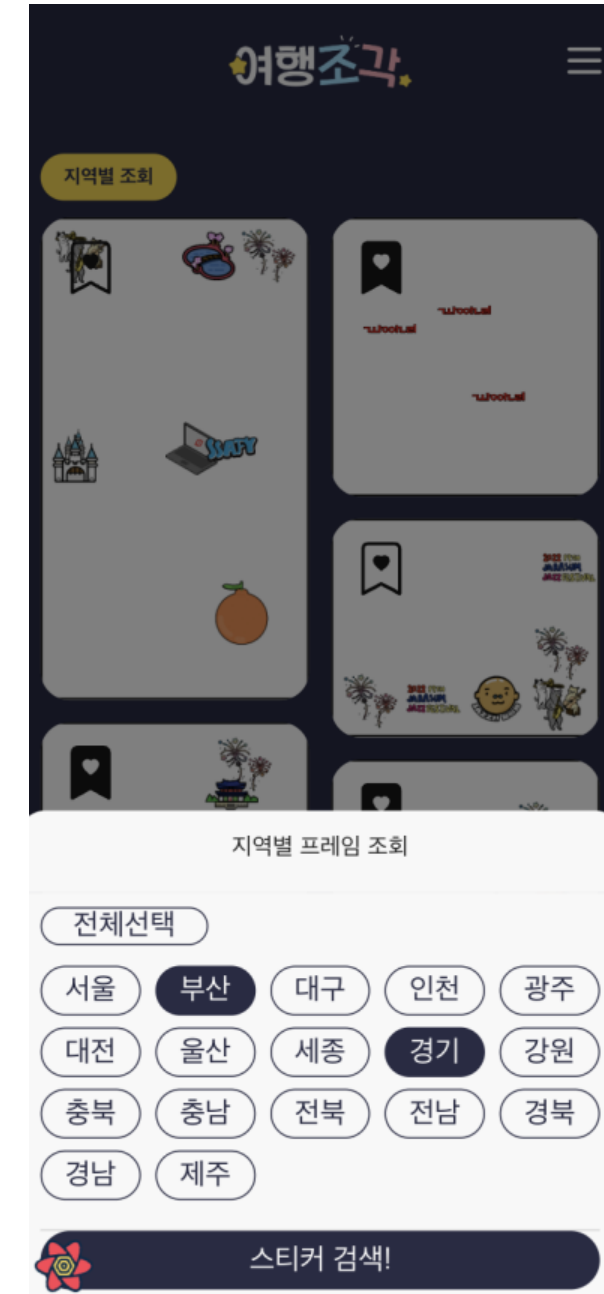 여행조각
지역별 조회
SSAFY
지역별 프레임 조회
전체선택
서울 부산 대구 인천 광주
대전 울산 세종 경기 강원
충북 충남 전북 전남 경북
경남 제주
스티커 검색!